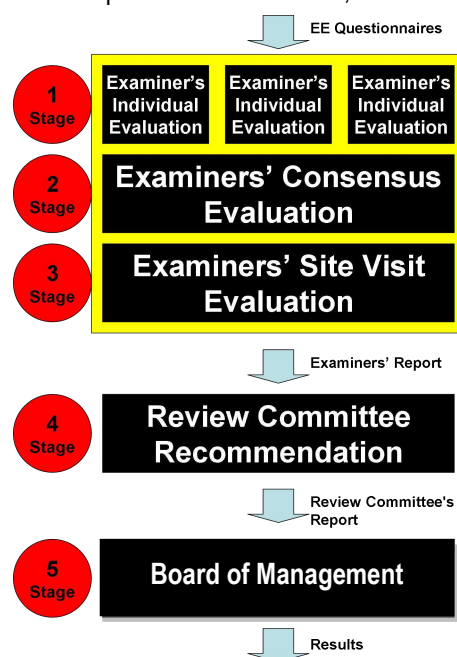 EE Questionnaires
1
Stage
Examiner's
Individual
Evaluation
Examiner's
Individual
Evaluation
Examiner's
Individual
Evaluation
2
Stage
Examiners' Consensus
Evaluation
3
Stage
Examiners' Site Visit
Evaluation
Examiners' Report
4
Stage
Review Committee
Recommendation
Review Committee's
Report
5
Stage
Board of Management
Results